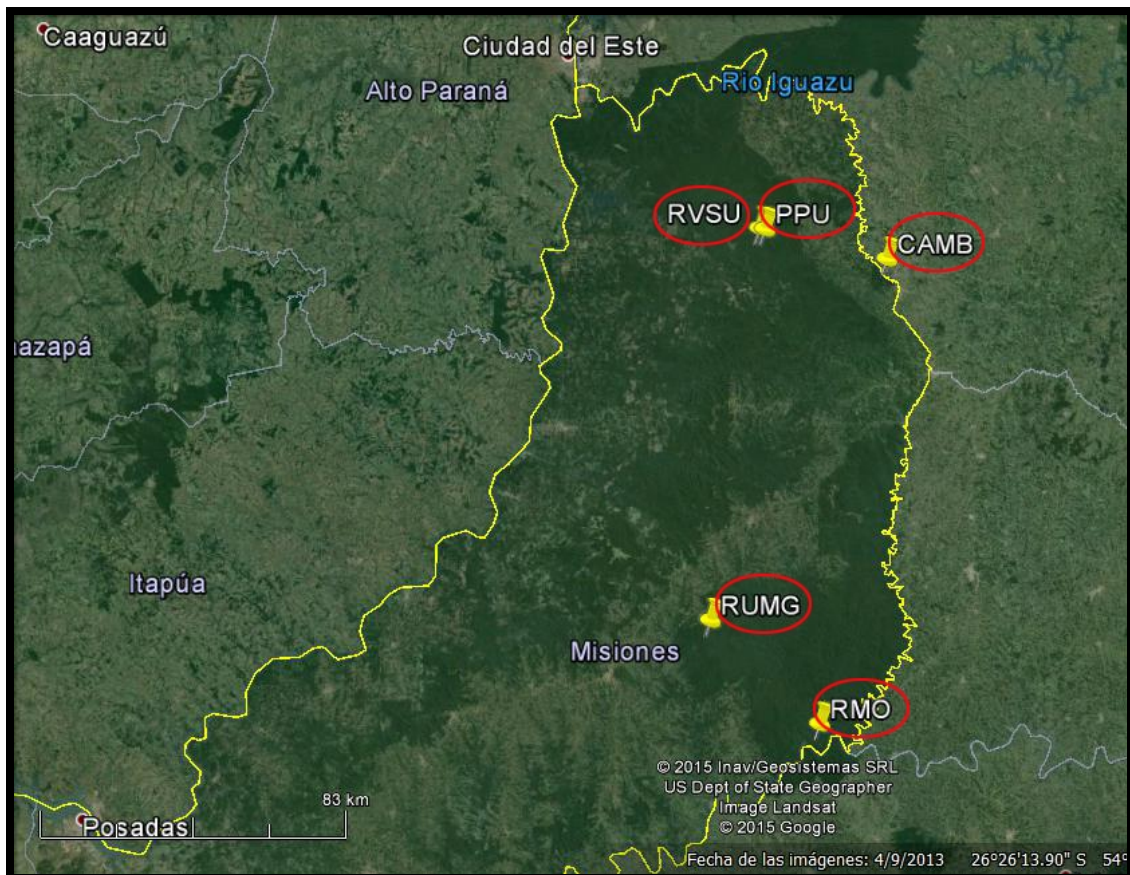 Caaguazú
Ciudad del Este
Alto Paraná
Rio Iguazu
RVSU
PPU
CAMB
aazapá
Itapúa
RUMG
Misiones
RMO
© 2015 Inav/Geosistemas SRL
US Dept of State Geographer
Image Landsat
© 2015 Google
83 km
Posadas
Fecha de las imágenes: 4/9/2013 26°26'13.90" S 54°